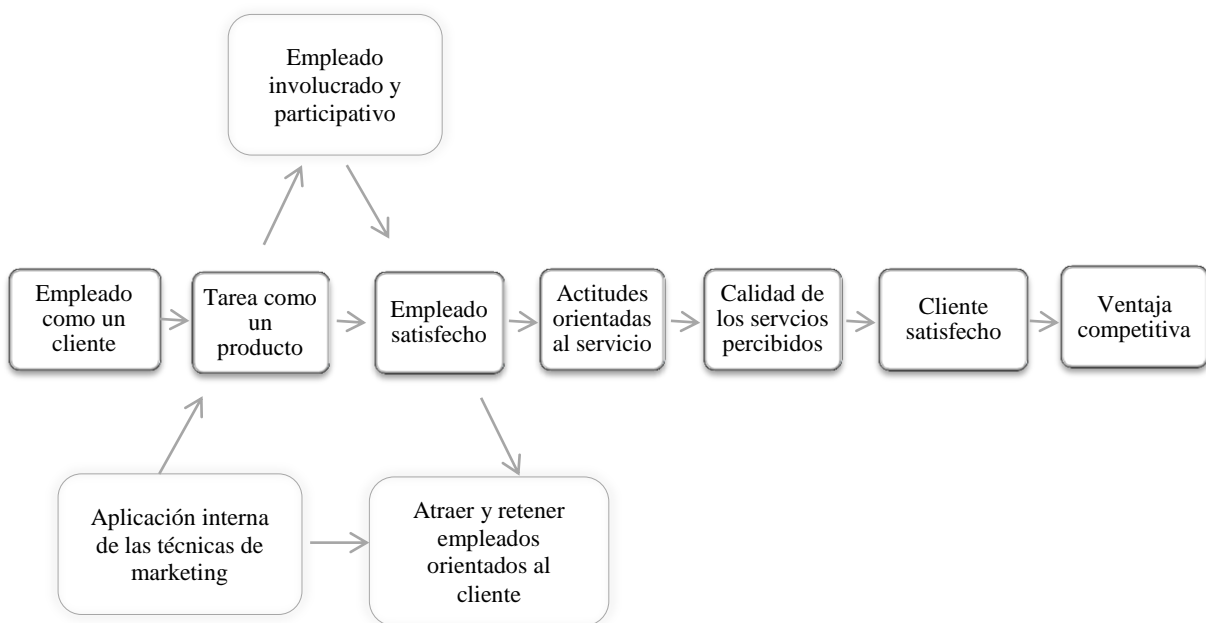 Empleado
involucrado y
participativo
Empleado
como un
cliente
Tarea como
un
producto
Empleado
satisfecho
Actitudes
orientadas
al servicio
Calidad de
los servcios
percibidos
Cliente
satisfecho
Ventaja
competitiva
Aplicación interna
de las técnicas de
marketing
Atraer y retener
empleados
orientados al
cliente